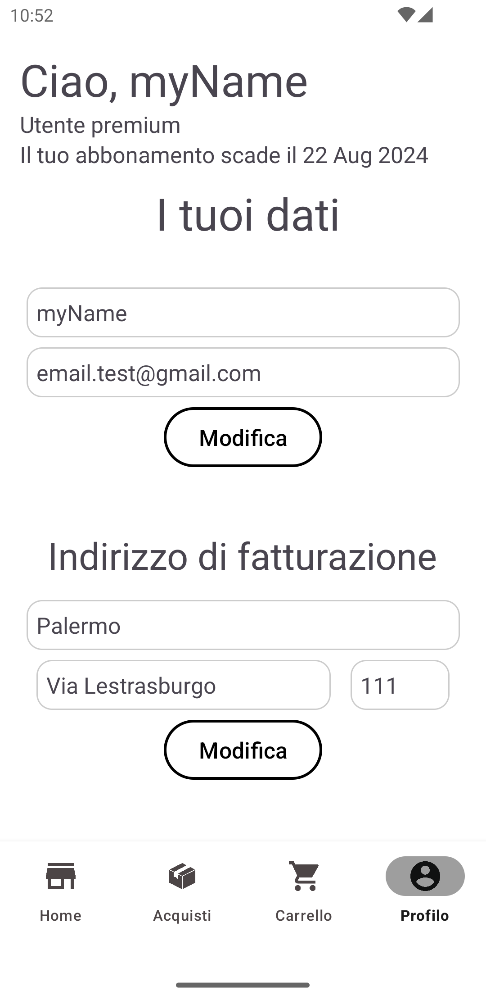 10:52
Ciao, myName
Utente premium
Il tuo abbonamento scade il 22 Aug 2024
I tuoi dati
myName
email.test@gmail.com
Modifica
Indirizzo di fatturazione
Palermo
Via Lestrasburgo 111
Modifica
Home Acquisti Carrello Profilo